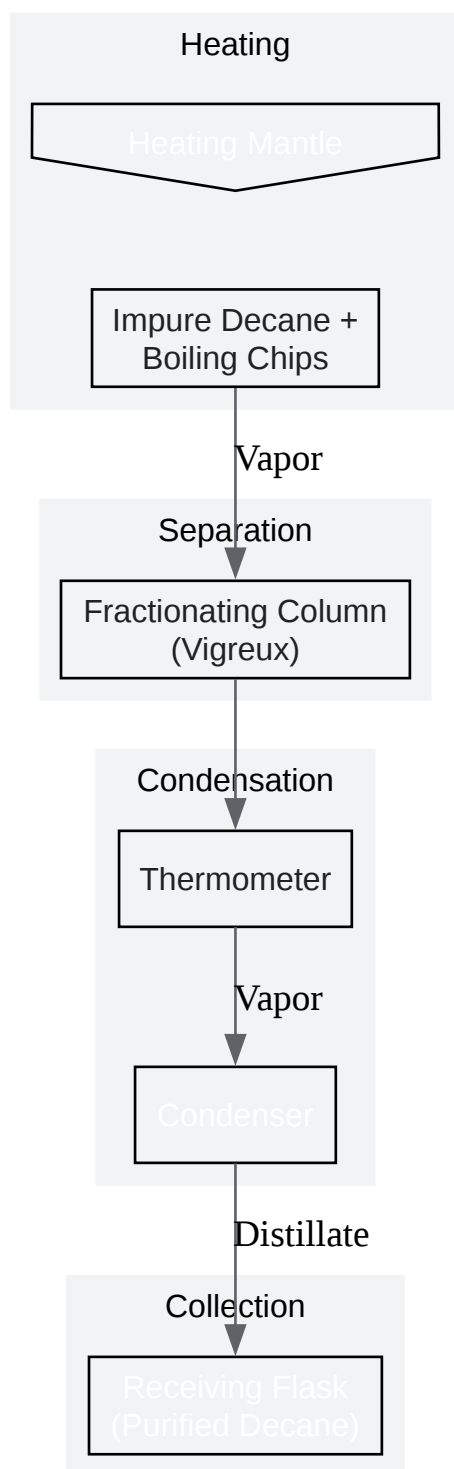 Heating
Heating Mantle
Impure Decane +
Boiling Chips
Vapor
Separation
Fractionating Column
(Vigreux)
Condensation
Thermometer
Vapor
Condenser
Distillate
Collection
Receiving Flask
(Purified Decane)